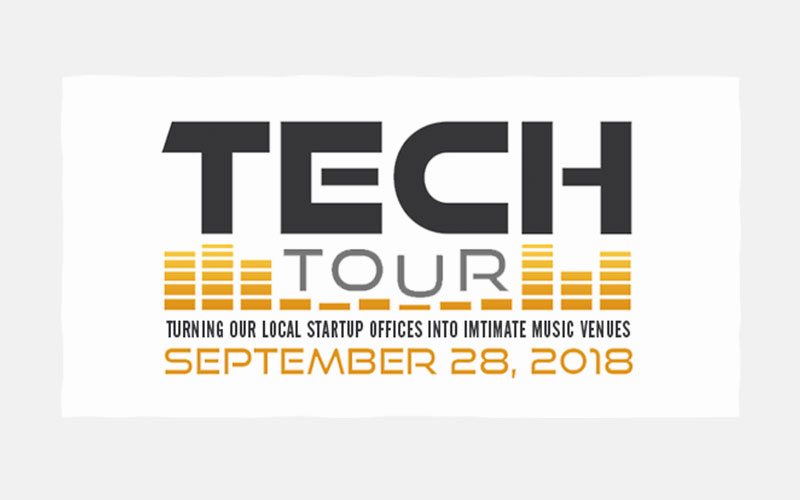 TECH
TOUR
TURNING OUR LOCAL STARTUP OFFICES INTO IMTIMATE MUSIC VENUES
SEPTEMBER 28, 2018